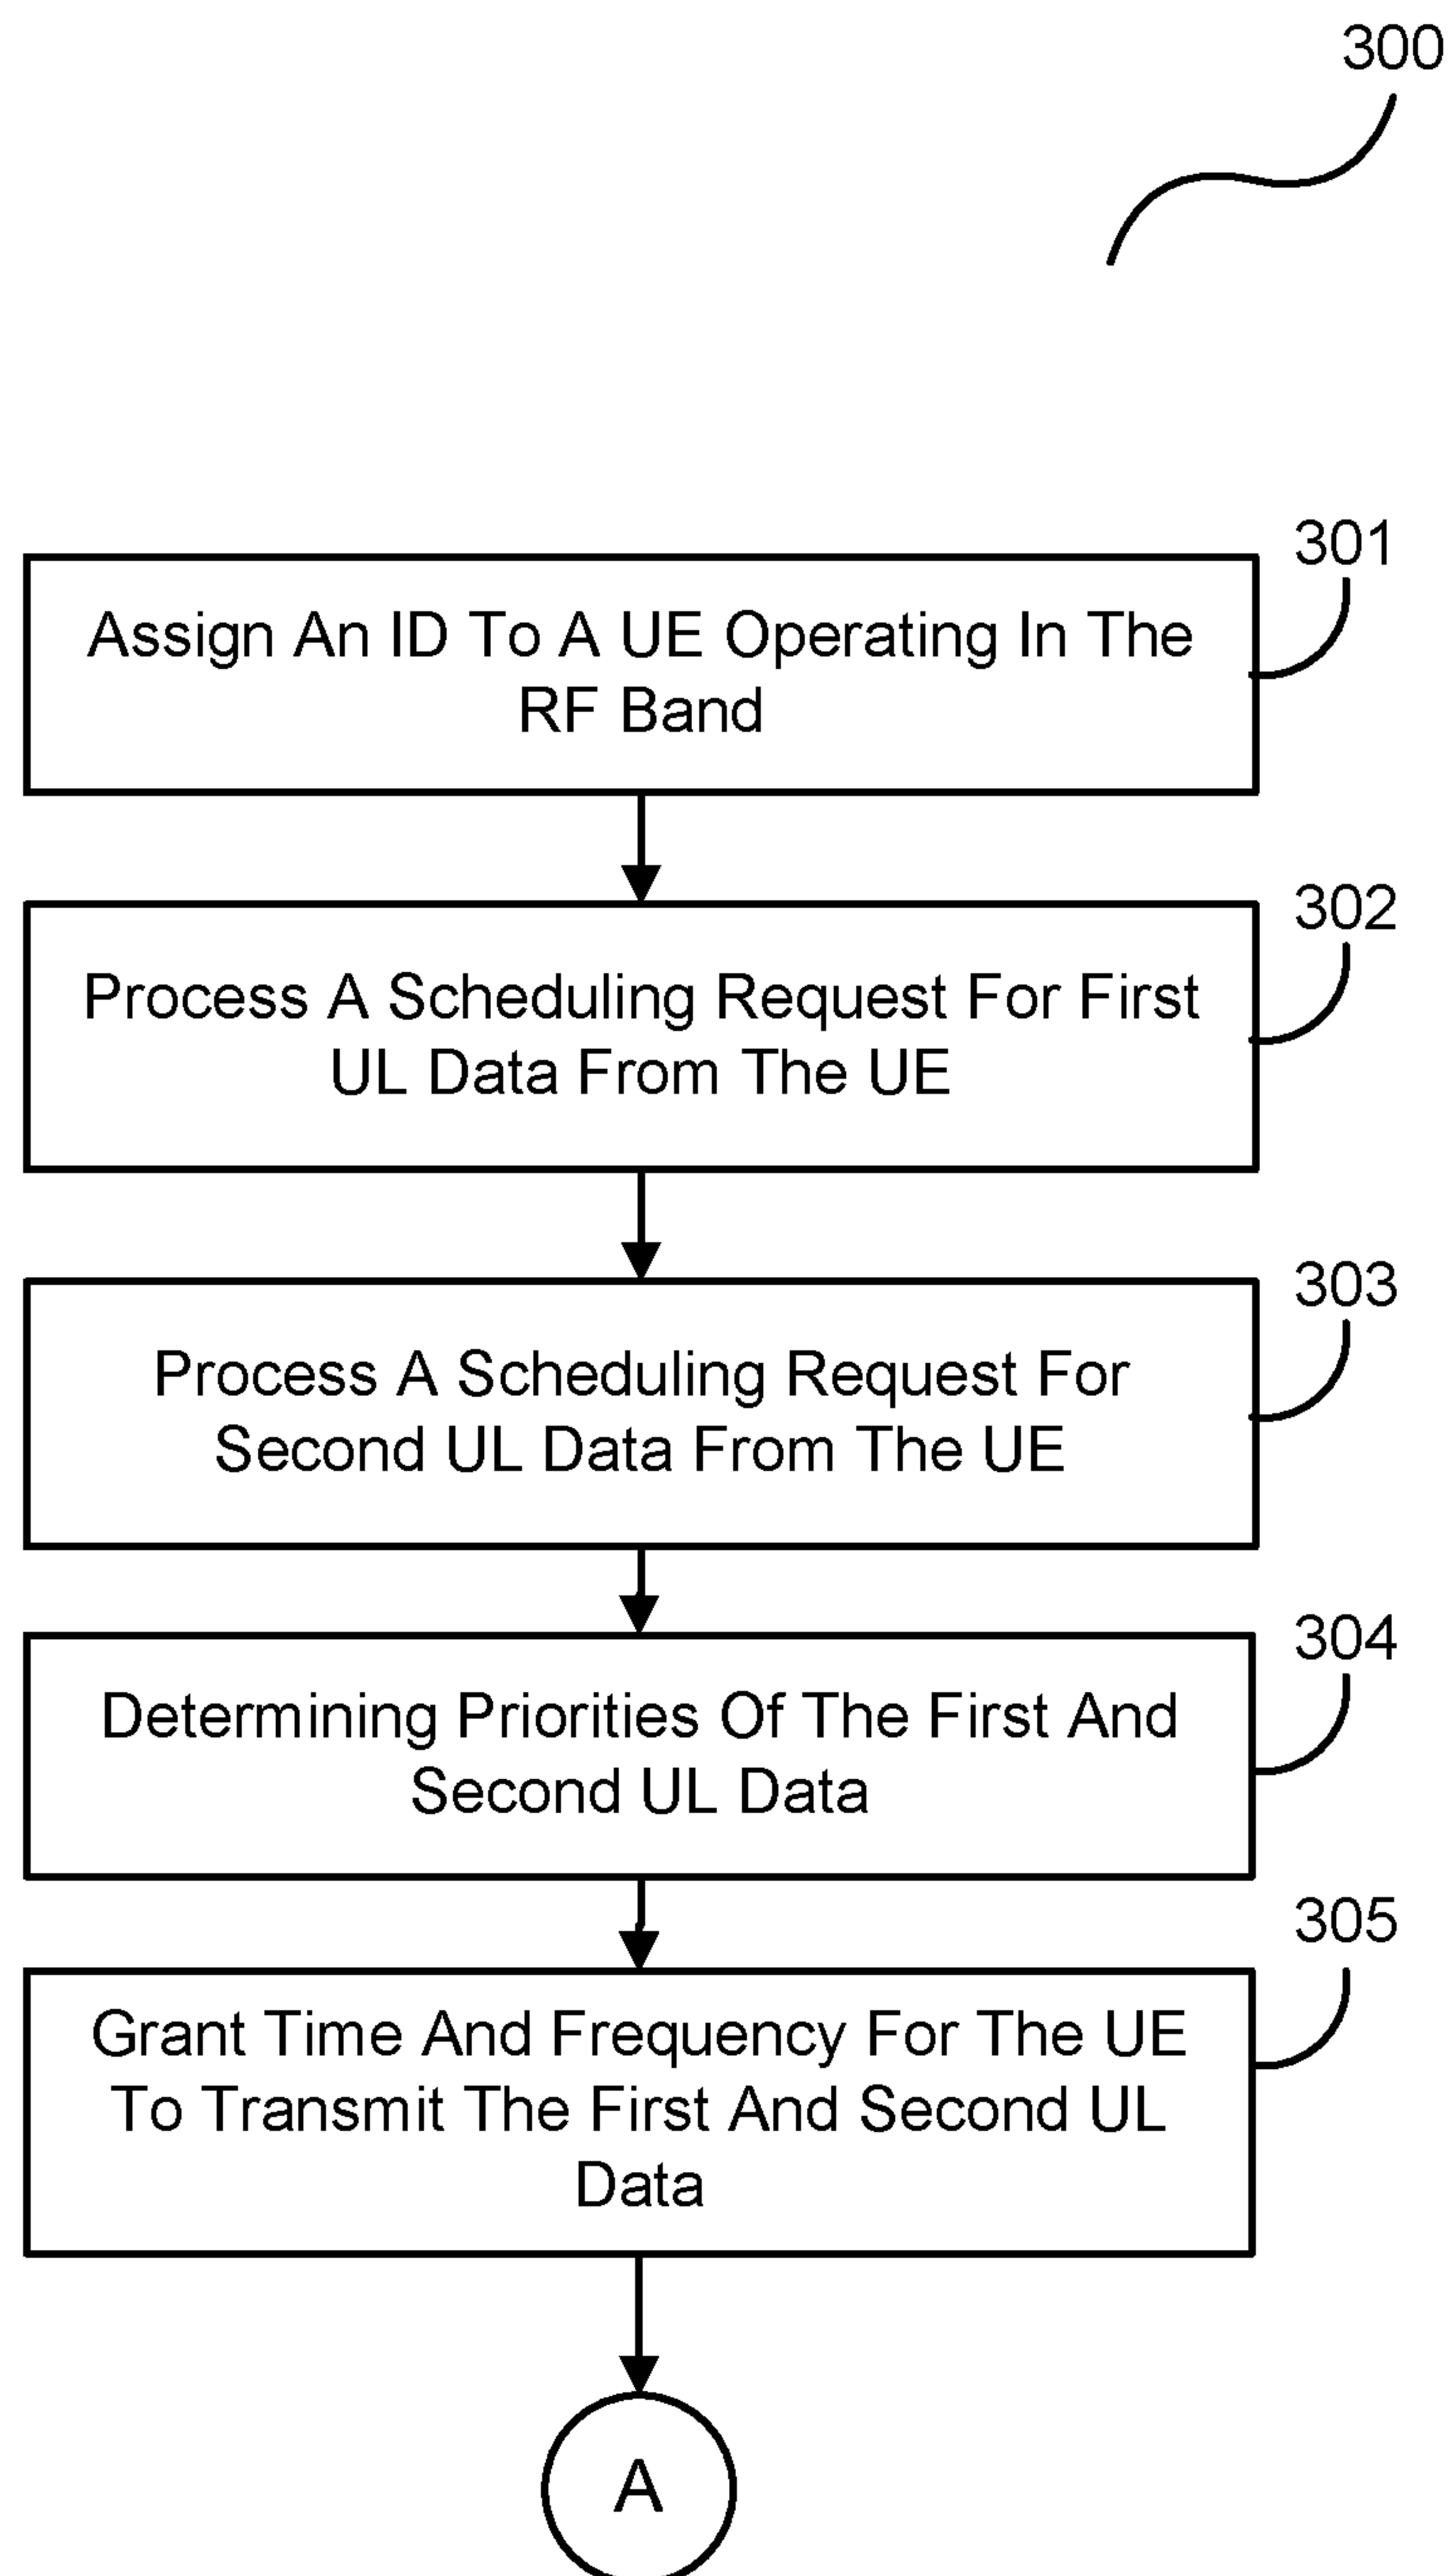 300
301
Assign An ID To A UE Operating In The
RF Band
302
Process A Scheduling Request For First
UL Data From The UE
303
Process A Scheduling Request For
Second UL Data From The UE
304
Determining Priorities Of The First And
Second UL Data
305
Grant Time And Frequency For The UE
To Transmit The First And Second UL
Data
A